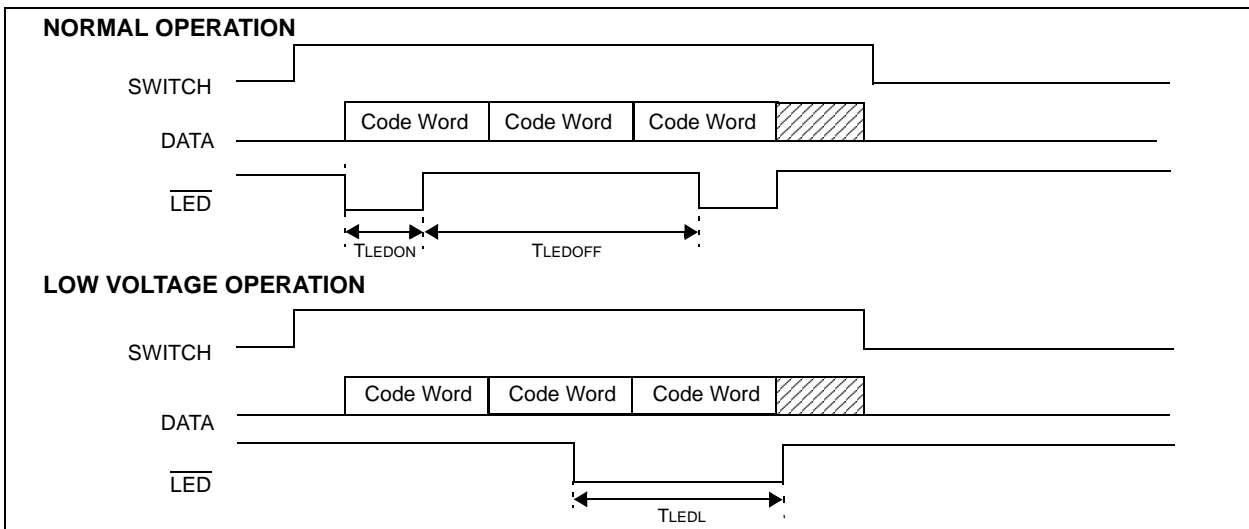 NORMAL OPERATION
SWITCH
Code Word Code Word Code Word
DATA
LED
TLEDON TLEDOFF
LOW VOLTAGE OPERATION
SWITCH
Code Word Code Word Code Word
DATA
LED
TLEDL